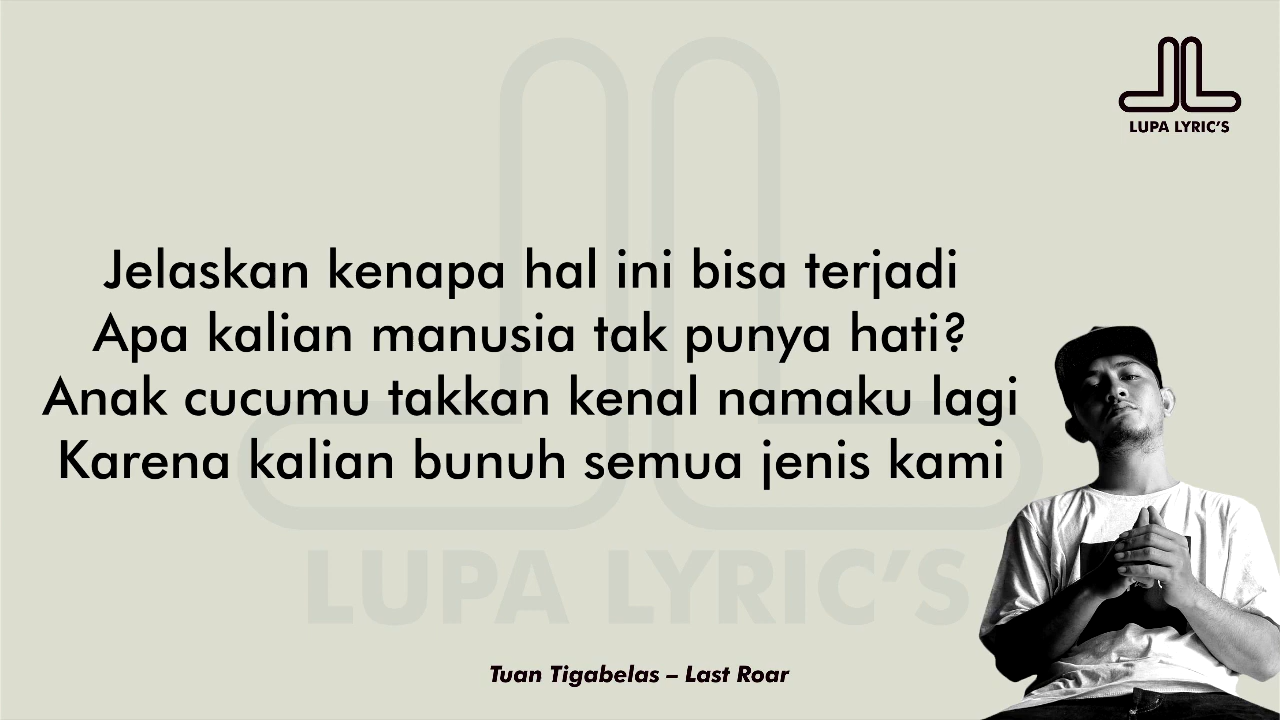 LUPA LYRIC'S
Jelaskan kenapa hal ini bisa terjadi
Apa kalian manusia tak punya hati?
Anak cucumu takkan kenal namaku lagi
Karena kalian bunuh semua jenis kami
LUPA LYRIC'S
Tuan Tigabelas – Last Roar